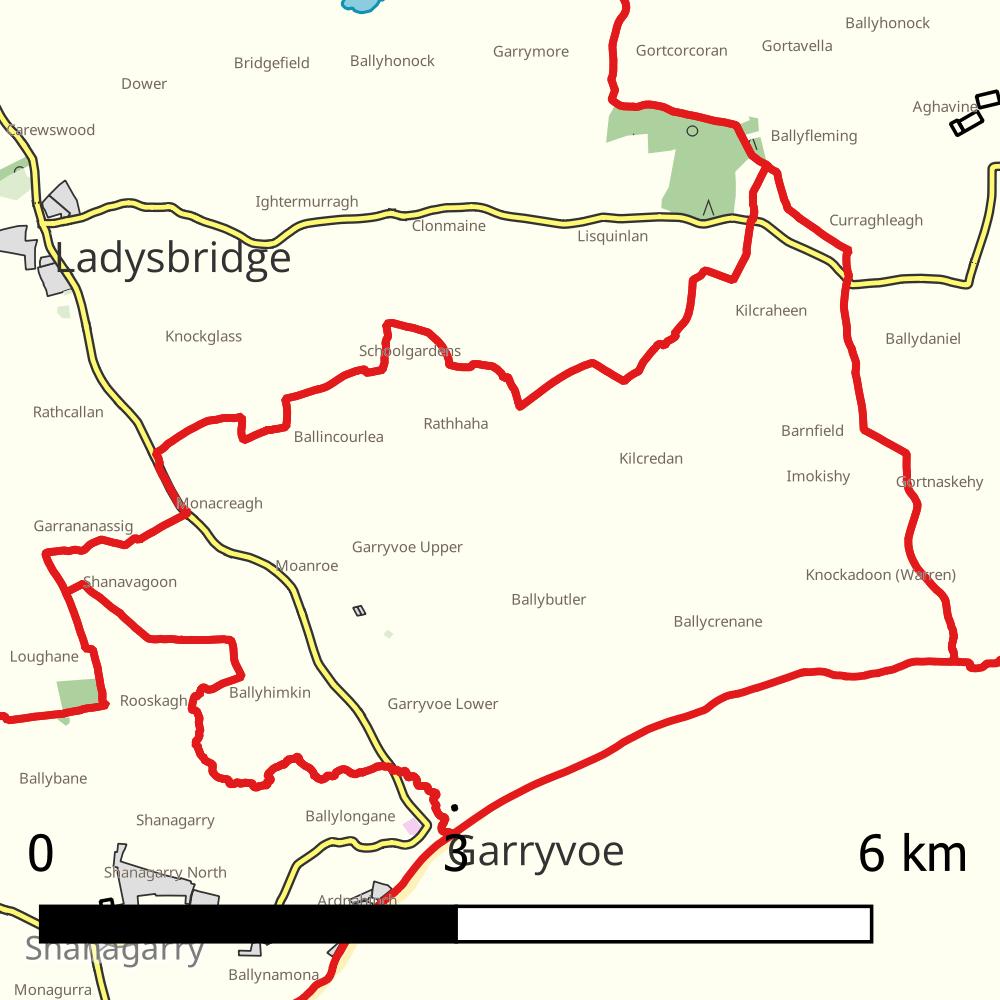 Ballyhonock
Gortavella
Garrymore
Gortcorcoran
Bridgefield
Ballyhonock
Dower
Aghavine
Carewswood
Ballyfleming
Ightermurragh
Clonmaine
Curraghleagh
Lisquinlan
Ladysbridge
Kilcraheen
Knockglass
Ballydaniel
Schoolgardens
Rathcallan
Rathhaha
Barnfield
Ballincourlea
Kilcredan
Imokishy
Gortnaskehy
Monacreagh
Garrananassig
Garryvoe Upper
Moanroe
Knockadoon (Warren)
Shanavagoon
Ballybutler
Ballycrenane
Loughane
Ballyhimkin
Rooskagh
Garryvoe Lower
Ballybane
Ballylongane
Shanagarry
0
3
6 km
Garryvoe
Shanagarry North
Ardnahinch
Shanagarry
Ballynamona
Monagurra